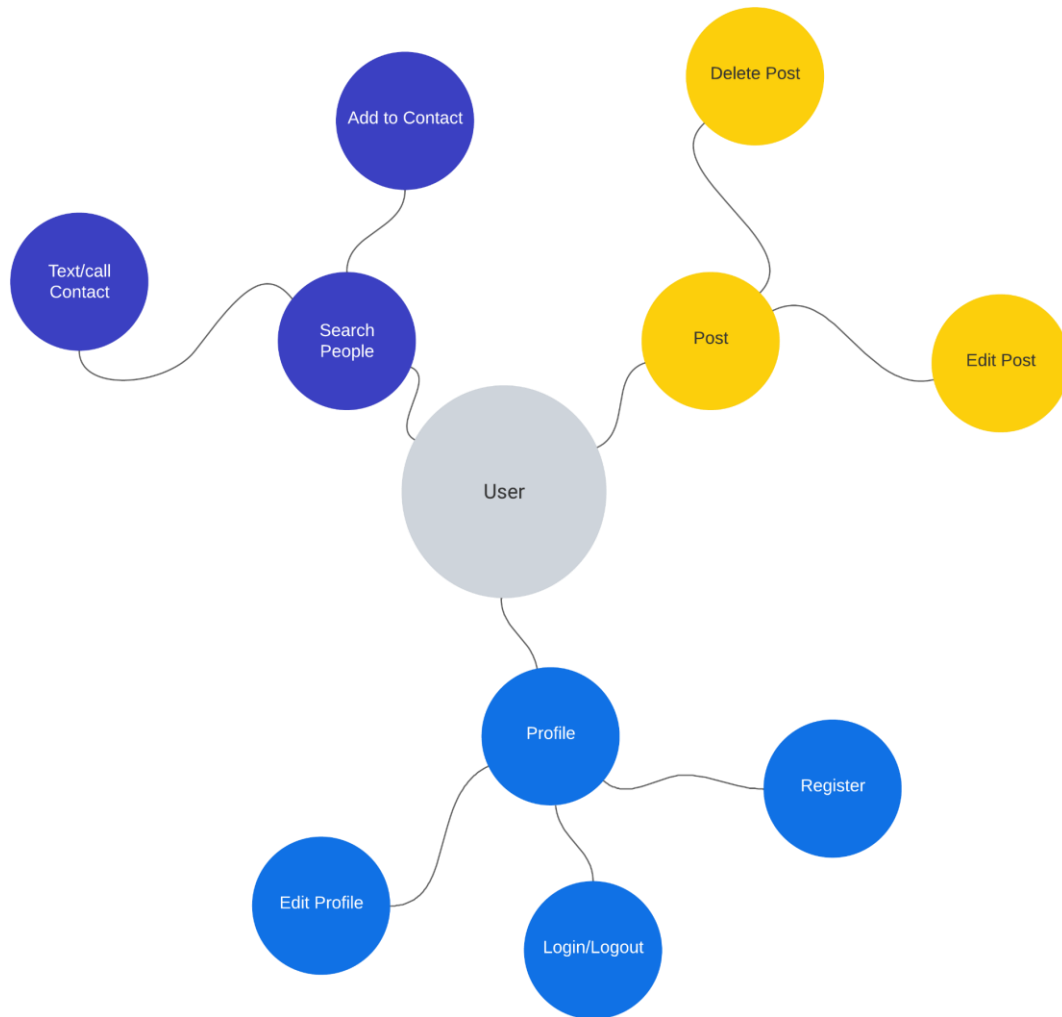 Delete Post
Add to Contact
Text/call
Contact
Search
People
Post
Edit Post
User
Profile
Register
Edit Profile
Login/Logout